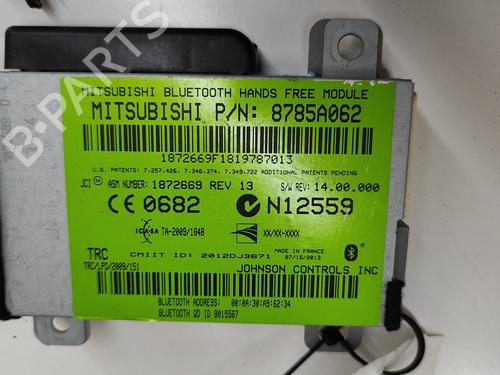 B-PARTS
MITSUBISHI BLUETOOTH HANDS FREE MODULE
MITSUBISHI P/N: 8785A062
1872669F1819787013
U.S. PATENTS: 7.257.426. 7.346.374. 7.349.722 ADDITIONAL PATENTS PENDING
JCI ASM NUMBER: 1872669 REV 13 S/W REV: 14.00.000
CE 0682 N12559
ICASA TA-2009/1848 XX/XX-XXXX
TRC MADE IN FRANCE
CMIIT ID: 2012DJ3671 07/15/2013
TRC/LPD/2009/151 JOHNSON CONTROLS INC
BLUETOOTH ADDRESS: 00:0A:30:A9:62:34
BLUETOOTH QD ID B015567